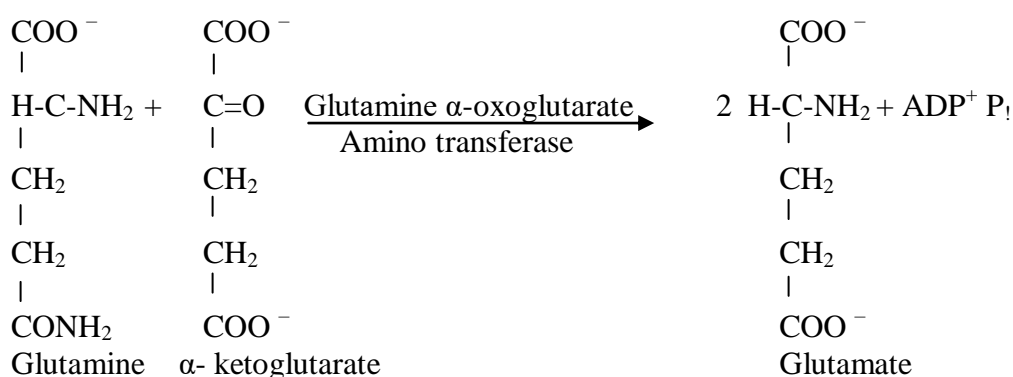 COO – COO – COO –
| | |
H-C-NH2 + C=O Glutamine α-oxoglutarate 2 H-C-NH2 + ADP+ P!
| | Amino transferase |
CH2 CH2 CH2
| | |
CH2 CH2 CH2
| | |
CONH2 COO – COO –
Glutamine α- ketoglutarate Glutamate